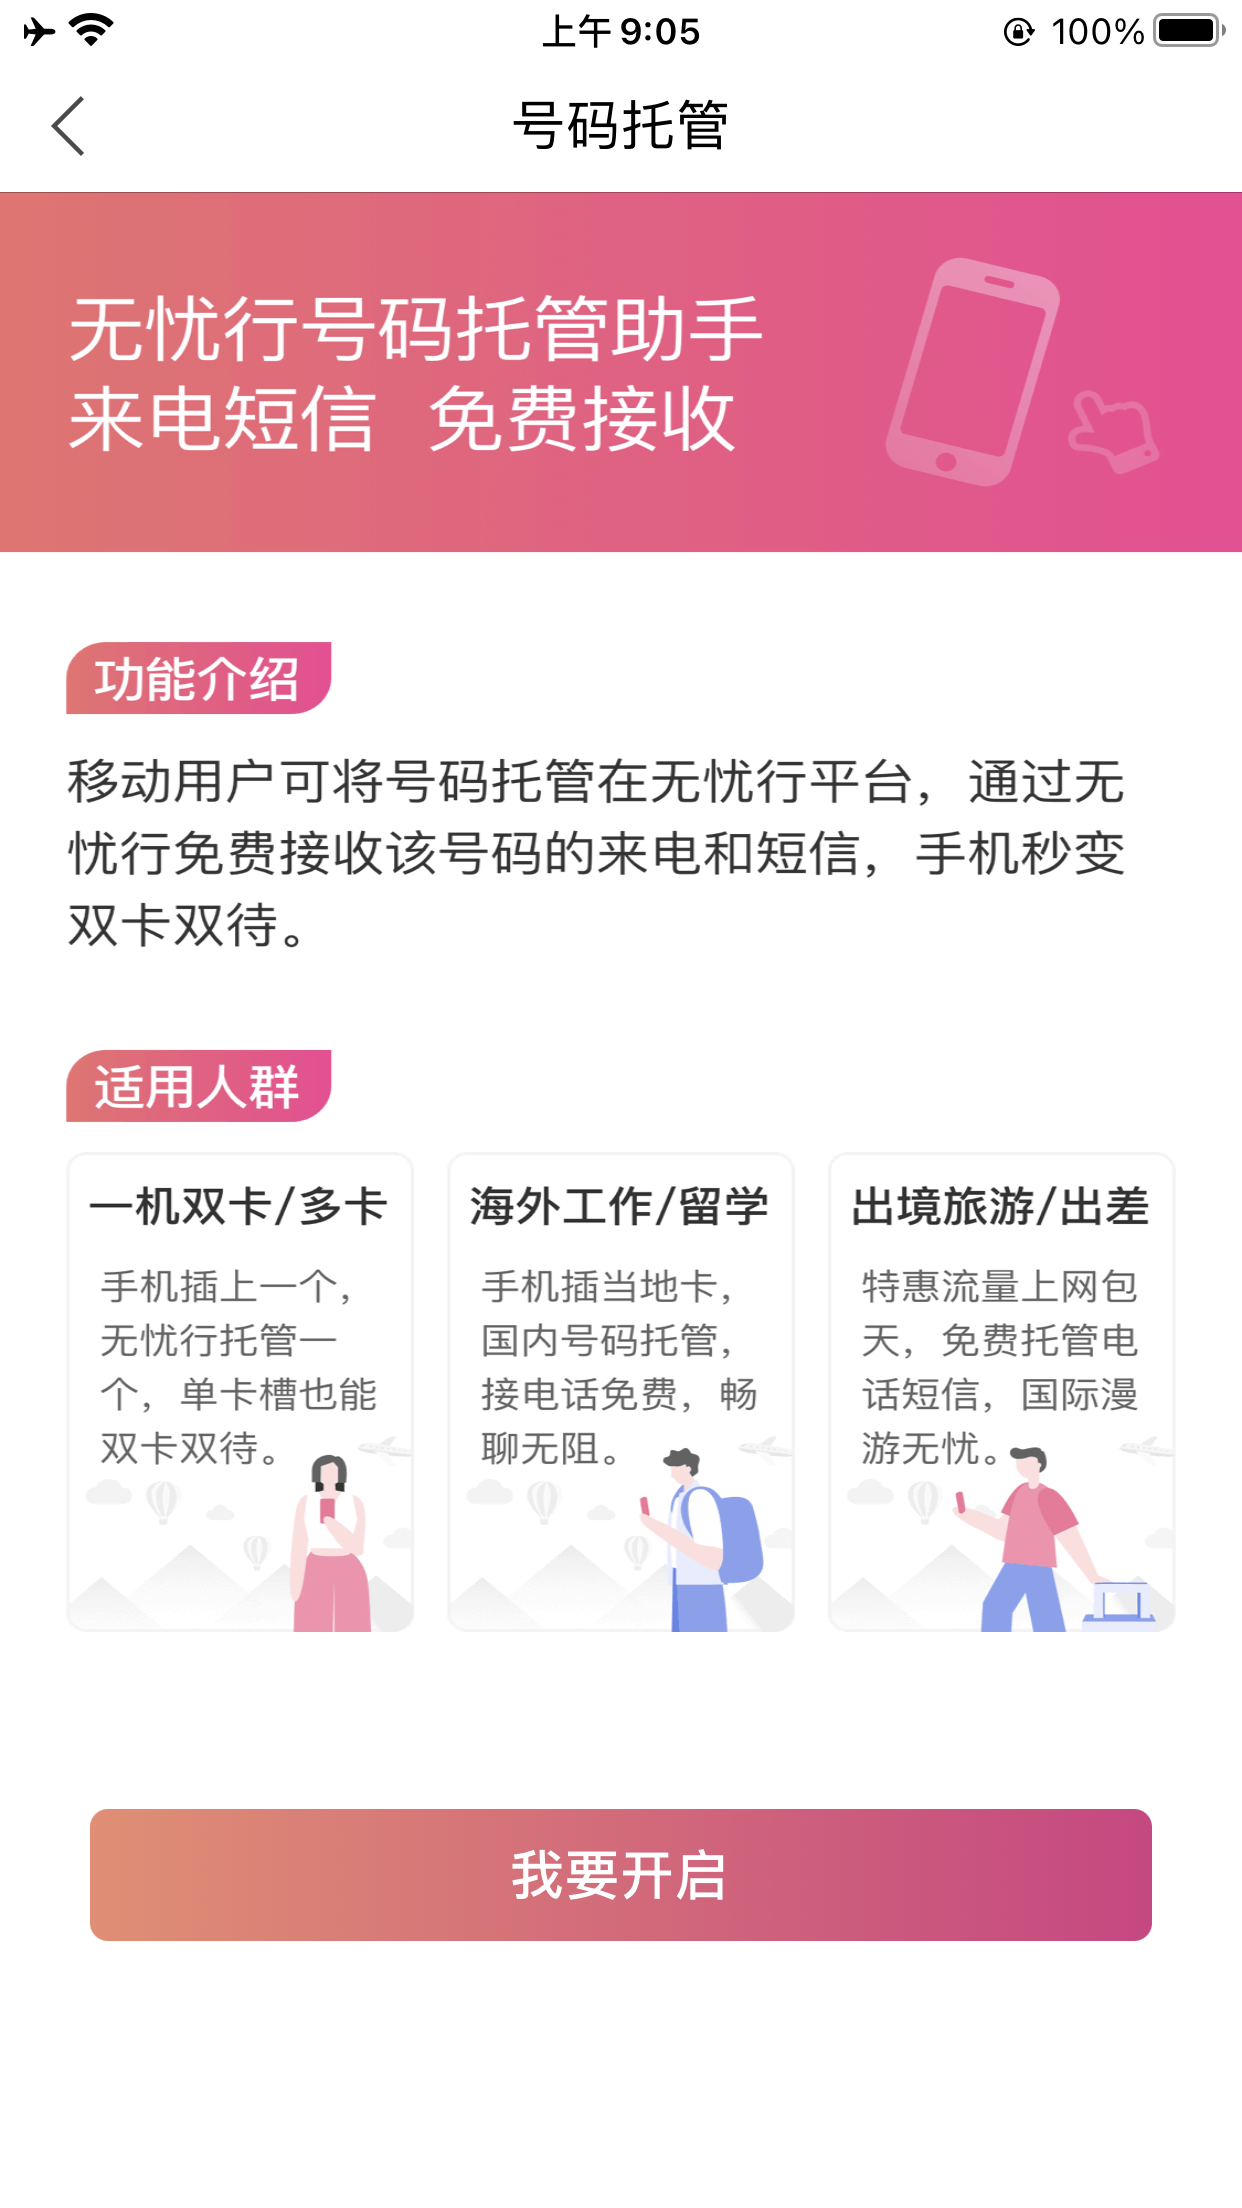 上午 9:05
100%
号码托管
无忧行号码托管助手
来电短信 免费接收
功能介绍
移动用户可将号码托管在无忧行平台，通过无
忧行免费接收该号码的来电和短信，手机秒变
双卡双待。
适用人群
一机双卡/多卡
手机插上一个，
无忧行托管一
个，单卡槽也能
双卡双待。
海外工作/留学
手机插当地卡，
国内号码托管，
接电话免费，畅
聊无阻。
出境旅游/出差
特惠流量上网包
天，免费托管电
话短信，国际漫
游无忧。
我要开启